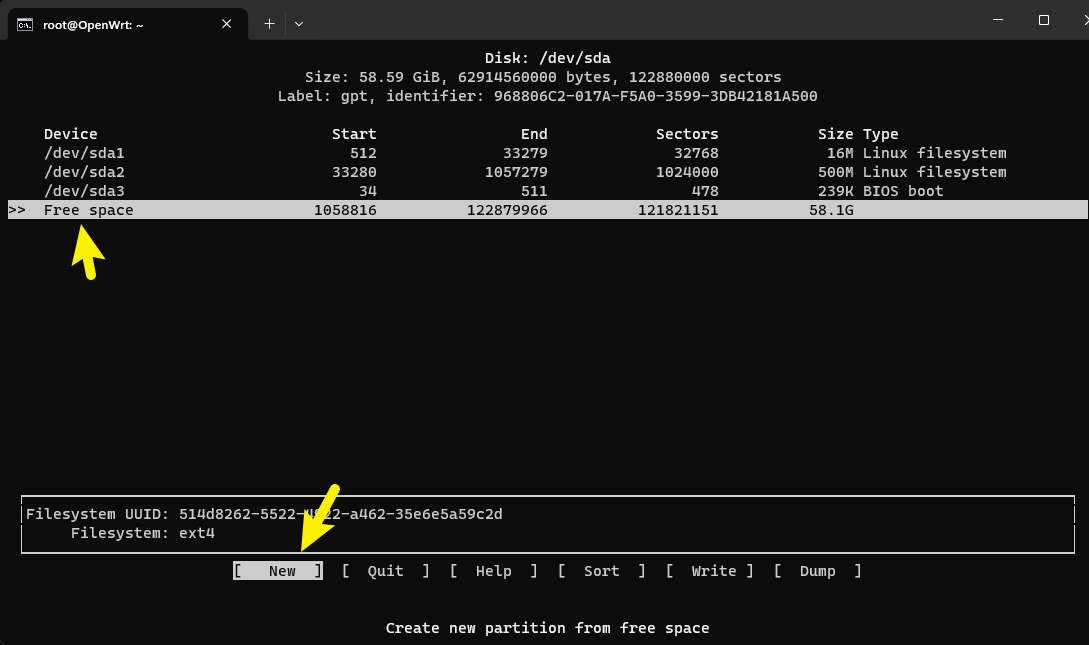 root@OpenWrt: ~
Disk: /dev/sda
Size: 58.59 GiB, 62914560000 bytes, 122880000 sectors
Label: gpt, identifier: 968806C2-017A-F5A0-3599-3DB42181A500
Device Start End Sectors Size Type
/dev/sda1 512 33279 32768 16M Linux filesystem
/dev/sda2 33280 1057279 1024000 500M Linux filesystem
/dev/sda3 34 511 478 239K BIOS boot
>> Free space 1058816 122879966 121821151 58.1G
Filesystem UUID: 514d8262-5522- -a462-35e6e5a59c2d
Filesystem: ext4
[ New ] [ Quit ] [ Help ] [ Sort ] [ Write ] [ Dump ]
Create new partition from free space